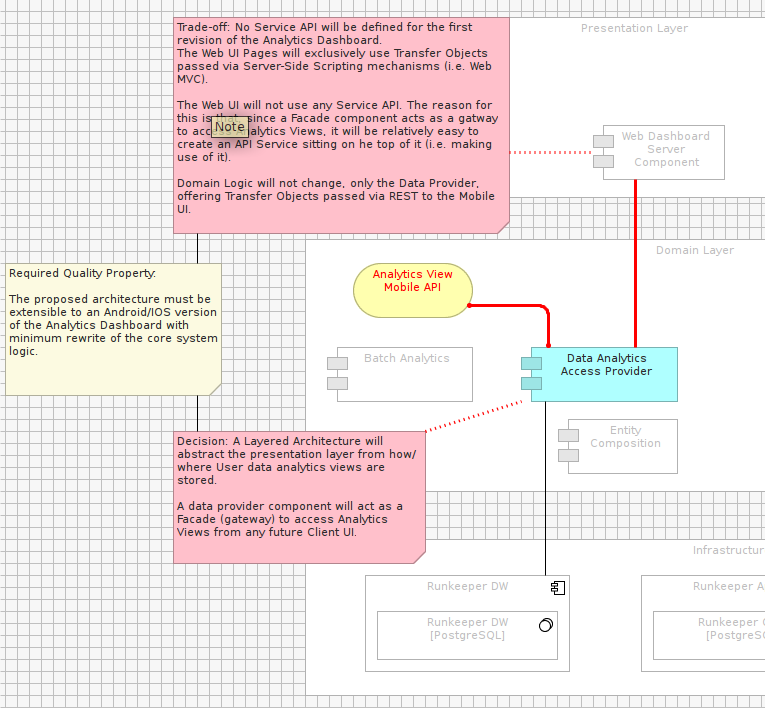 Trade-off: No Service API will be defined for the first
revision of the Analytics Dashboard.
The Web UI Pages will exclusively use Transfer Objects
passed via Server-Side Scripting mechanisms (i.e. Web
MVC).
The Web UI will not use any Service API. The reason for
this is that, since a Facade component acts as a gatway
to access Analytics Views, it will be relatively easy to
create an API Service sitting on he top of it (i.e. making
use of it).
Domain Logic will not change, only the Data Provider,
offering Transfer Objects passed via REST to the Mobile
UI.
Note
Presentation Layer
Web Dashboard
Server
Component
Domain Layer
Required Quality Property:
The proposed architecture must be
extensible to an Android/IOS version
of the Analytics Dashboard with
minimum rewrite of the core system
logic.
Analytics View
Mobile API
Batch Analytics
Data Analytics
Access Provider
Entity
Composition
Decision: A Layered Architecture will
abstract the presentation layer from how/
where User data analytics views are
stored.
A data provider component will act as a
Facade (gateway) to access Analytics
Views from any future Client UI.
Infrastructur
Runkeeper DW
Runkeeper DW
[PostgreSQL]
Runkeeper A
Runkeeper
[PostgreSQ